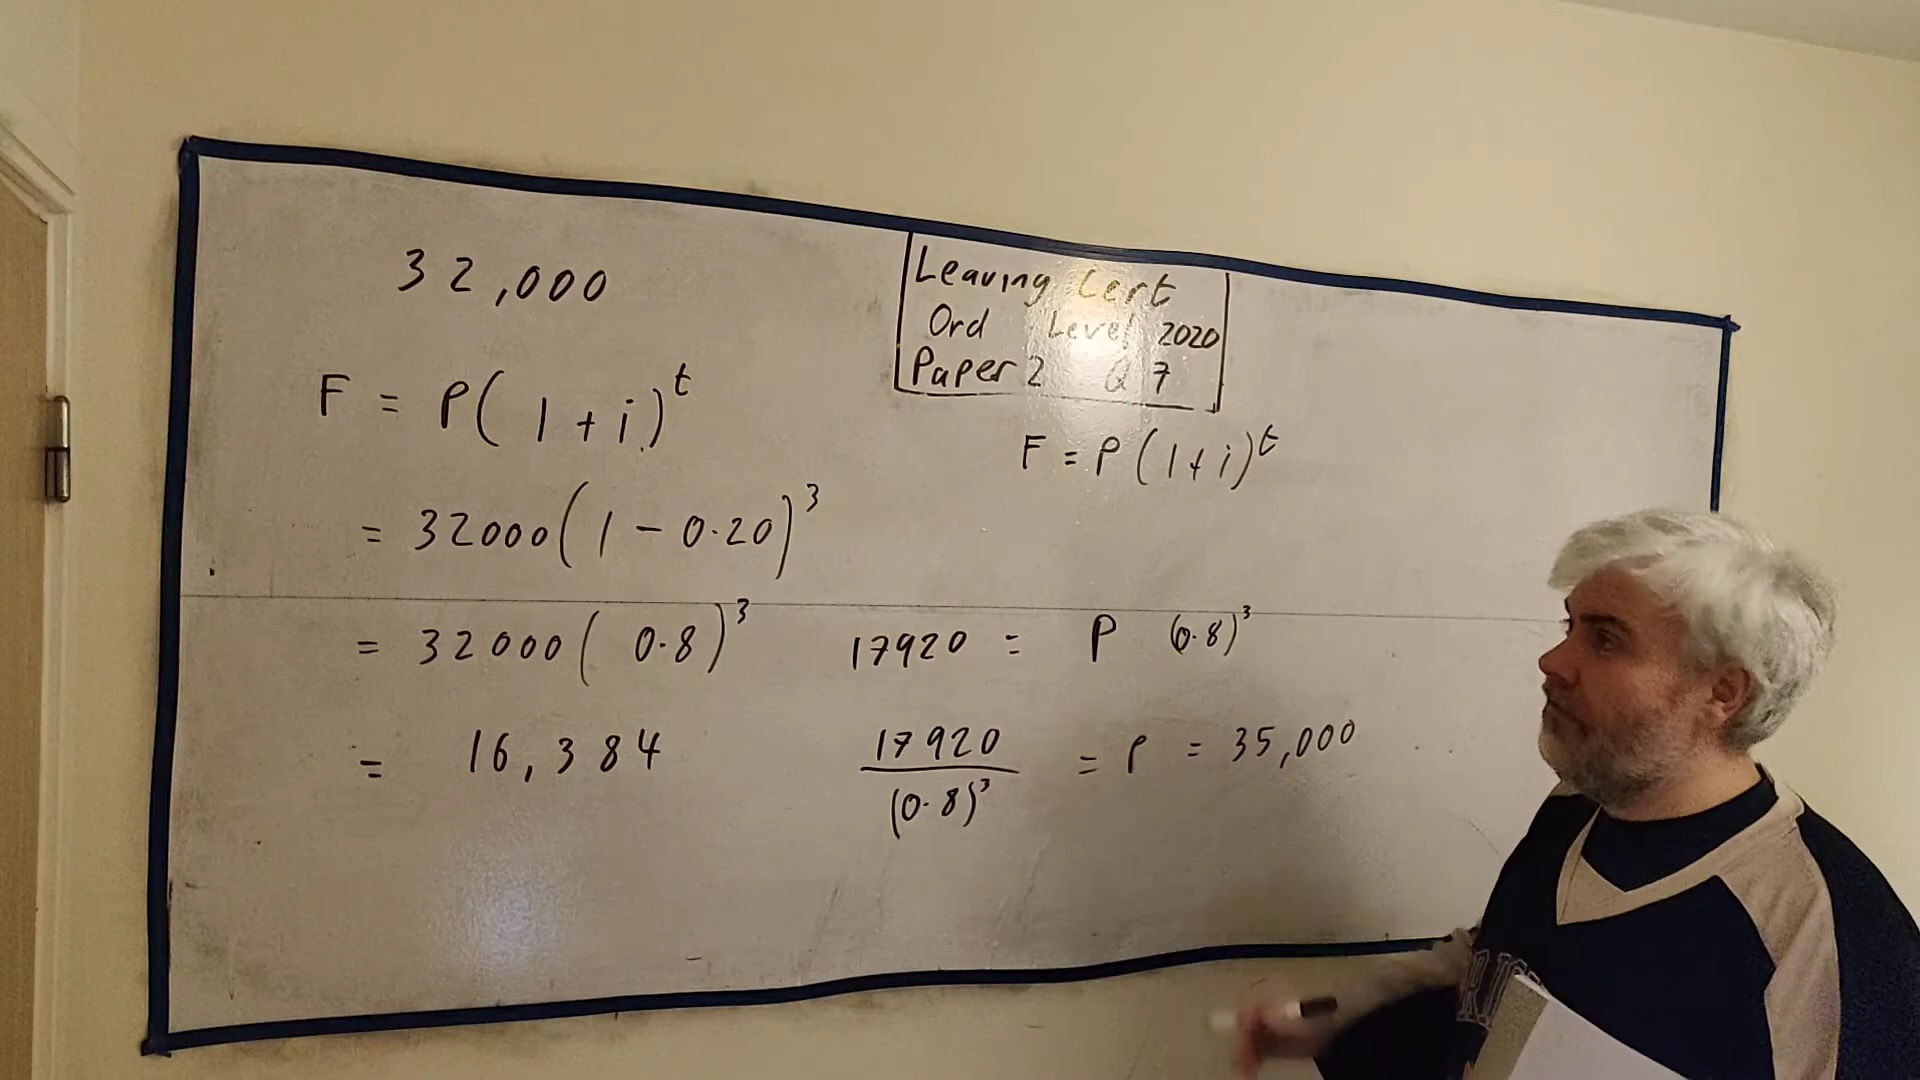 32,000
F = P(1+i)^t
= 32000(1 - 0.20)^3
= 32000(0.8)^3
= 16,384
Leaving Cert
Ord Level 2020
Paper 2 Q7
F = P(1+i)^t
17920 = P (0.8)^3
17920/(0.8)^3 = P = 35,000